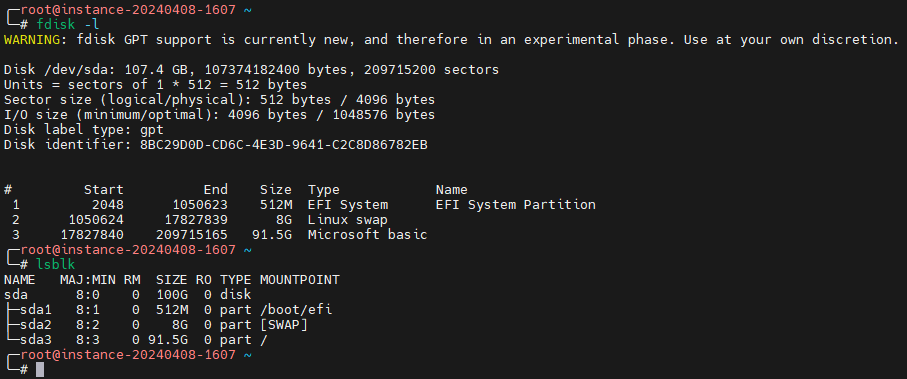 ╭─root@instance-20240408-1607 ~
╰─# fdisk -l
WARNING: fdisk GPT support is currently new, and therefore in an experimental phase. Use at your own discretion.

Disk /dev/sda: 107.4 GB, 107374182400 bytes, 209715200 sectors
Units = sectors of 1 * 512 = 512 bytes
Sector size (logical/physical): 512 bytes / 4096 bytes
I/O size (minimum/optimal): 4096 bytes / 1048576 bytes
Disk label type: gpt
Disk identifier: 8BC29D0D-CD6C-4E3D-9641-C2C8D86782EB


#         Start          End    Size  Type            Name
 1         2048      1050623    512M  EFI System      EFI System Partition
 2      1050624     17827839      8G  Linux swap
 3     17827840    209715165   91.5G  Microsoft basic
╭─root@instance-20240408-1607 ~
╰─# lsblk
NAME   MAJ:MIN RM  SIZE RO TYPE MOUNTPOINT
sda      8:0    0  100G  0 disk
├─sda1   8:1    0  512M  0 part /boot/efi
├─sda2   8:2    0    8G  0 part [SWAP]
└─sda3   8:3    0 91.5G  0 part /
╭─root@instance-20240408-1607 ~
╰─#